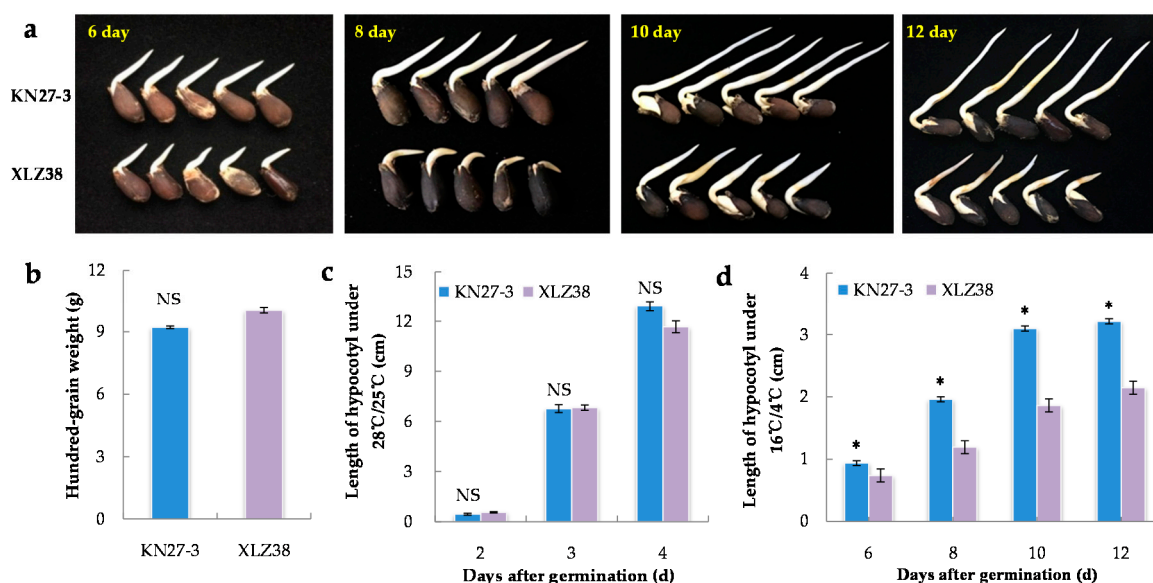 a
6 day
8 day
10 day
12 day
KN27-3
XLZ38
b
Hundred-grain weight (g)
12
9
6
3
0
NS
KN27-3
XLZ38
c
Length of hypocotyl under
28℃/25℃ (cm)
15
12
9
6
3
0
KN27-3
XLZ38
NS
NS
NS
2
3
4
Days after germination (d)
d
Length of hypocotyl under
16℃/4℃ (cm)
4
3
2
1
0
KN27-3
XLZ38
*
*
*
*
6
8
10
12
Days after germination (d)